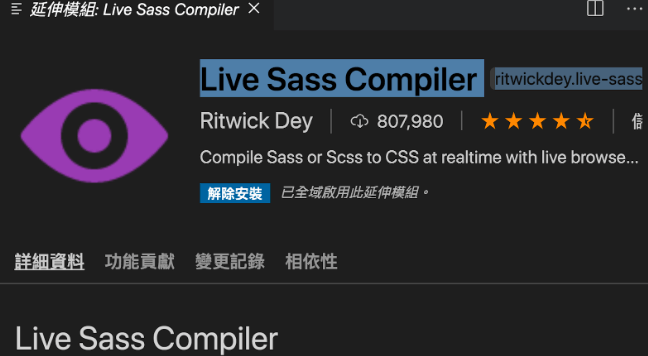 延伸模組: Live Sass Compiler
Live Sass Compiler ritwickdey.live-sass
Ritwick Dey 807,980
Compile Sass or Scss to CSS at realtime with live browse...
解除安裝 已全域啟用此延伸模組。
詳細資料 功能貢獻 變更記錄 相依性
Live Sass Compiler